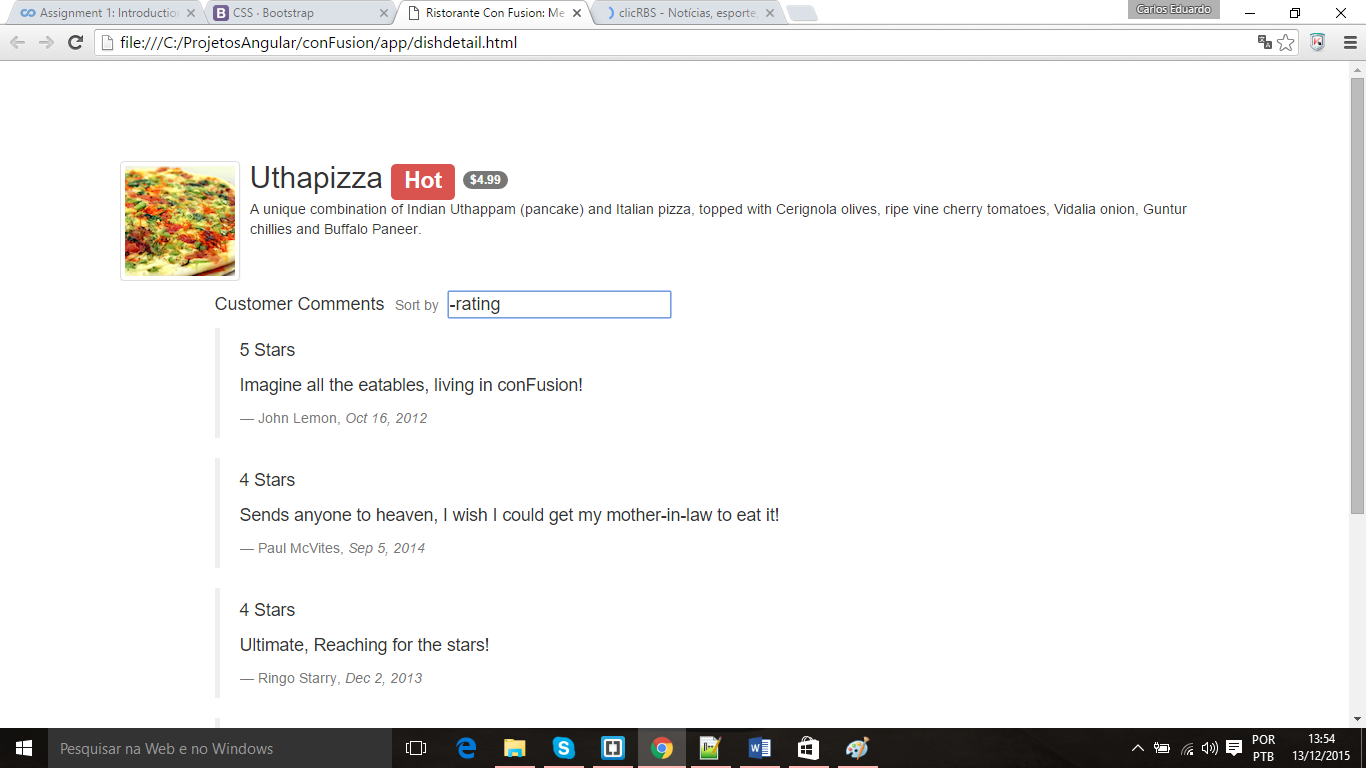 Assignment 1: Introduction
CSS · Bootstrap
Ristorante Con Fusion: Me
clicRBS - Notícias, esporte,
Carlos Eduardo
file:///C:/ProjetosAngular/conFusion/app/dishdetail.html
Uthapizza Hot $4.99
A unique combination of Indian Uthappam (pancake) and Italian pizza, topped with Cerignola olives, ripe vine cherry tomatoes, Vidalia onion, Guntur
chillies and Buffalo Paneer.
Customer Comments Sort by -rating
5 Stars
Imagine all the eatables, living in conFusion!
— John Lemon, Oct 16, 2012
4 Stars
Sends anyone to heaven, I wish I could get my mother-in-law to eat it!
— Paul McVites, Sep 5, 2014
4 Stars
Ultimate, Reaching for the stars!
— Ringo Starry, Dec 2, 2013
Pesquisar na Web e no Windows
POR
PTB
13:54
13/12/2015